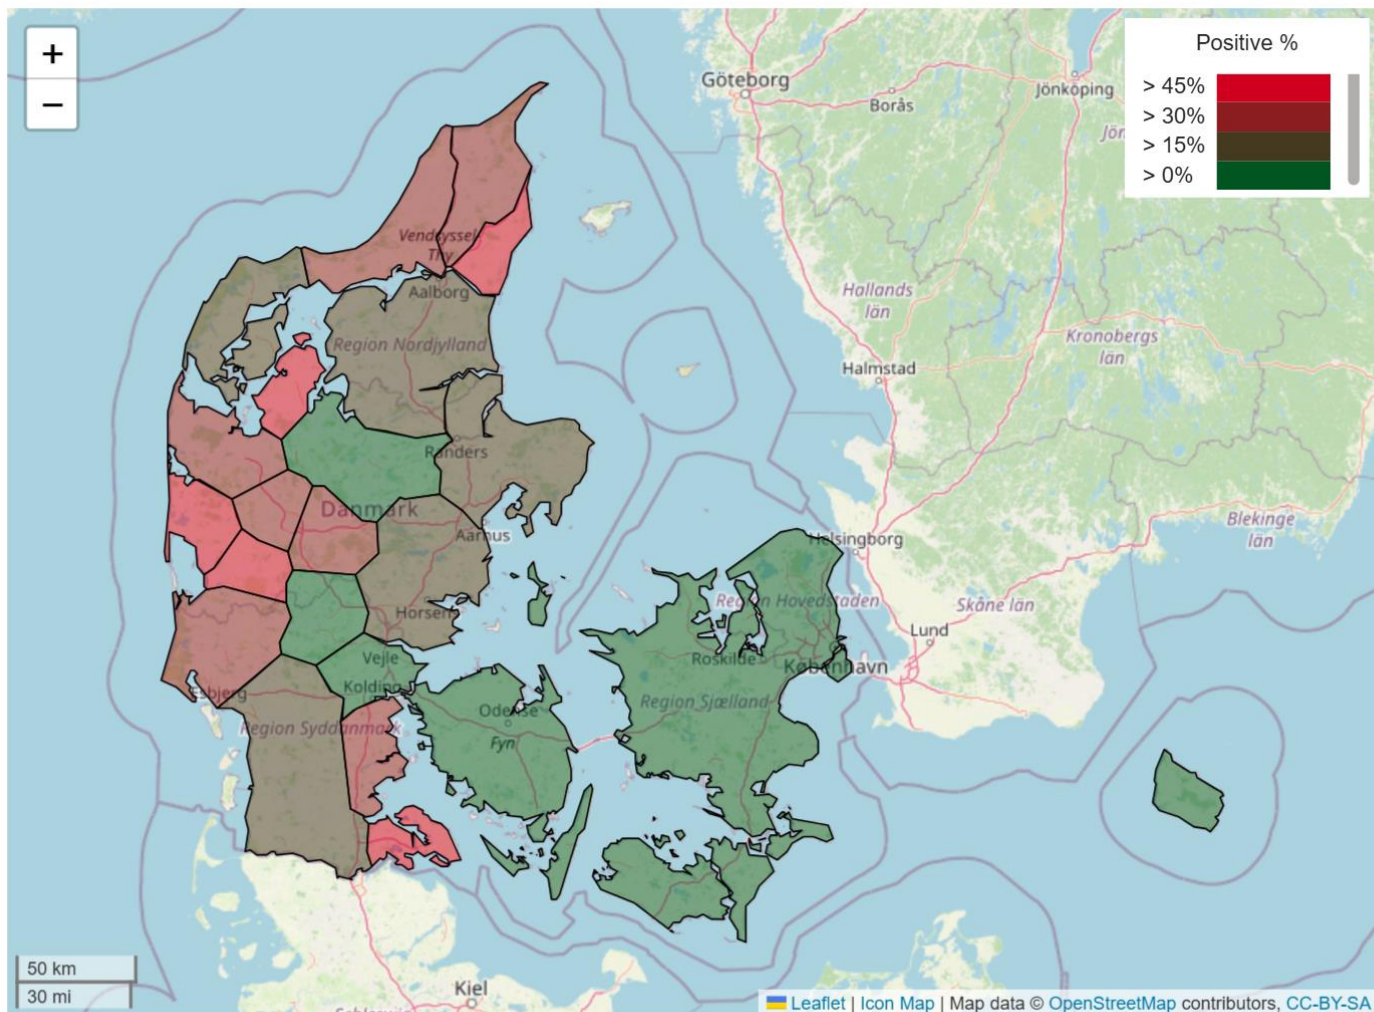 +
−
Positive %
> 45%
> 30%
> 15%
> 0%
Göteborg
Borås
Jönköping
Jön
Vendsyssel-
Thy
Aalborg
Hallands
län
Region Nordjylland
Kronobergs
län
Halmstad
Randers
Danmark
Aarhus
Helsingborg
Blekinge
län
Horsens
Region Hovedstaden
Skåne län
Lund
Vejle
Roskilde
København
Kolding
Esbjerg
Region Sjælland
Odense
Region Syddanmark
Fyn
50 km
30 mi
Kiel
Leaflet | Icon Map | Map data © OpenStreetMap contributors, CC-BY-SA